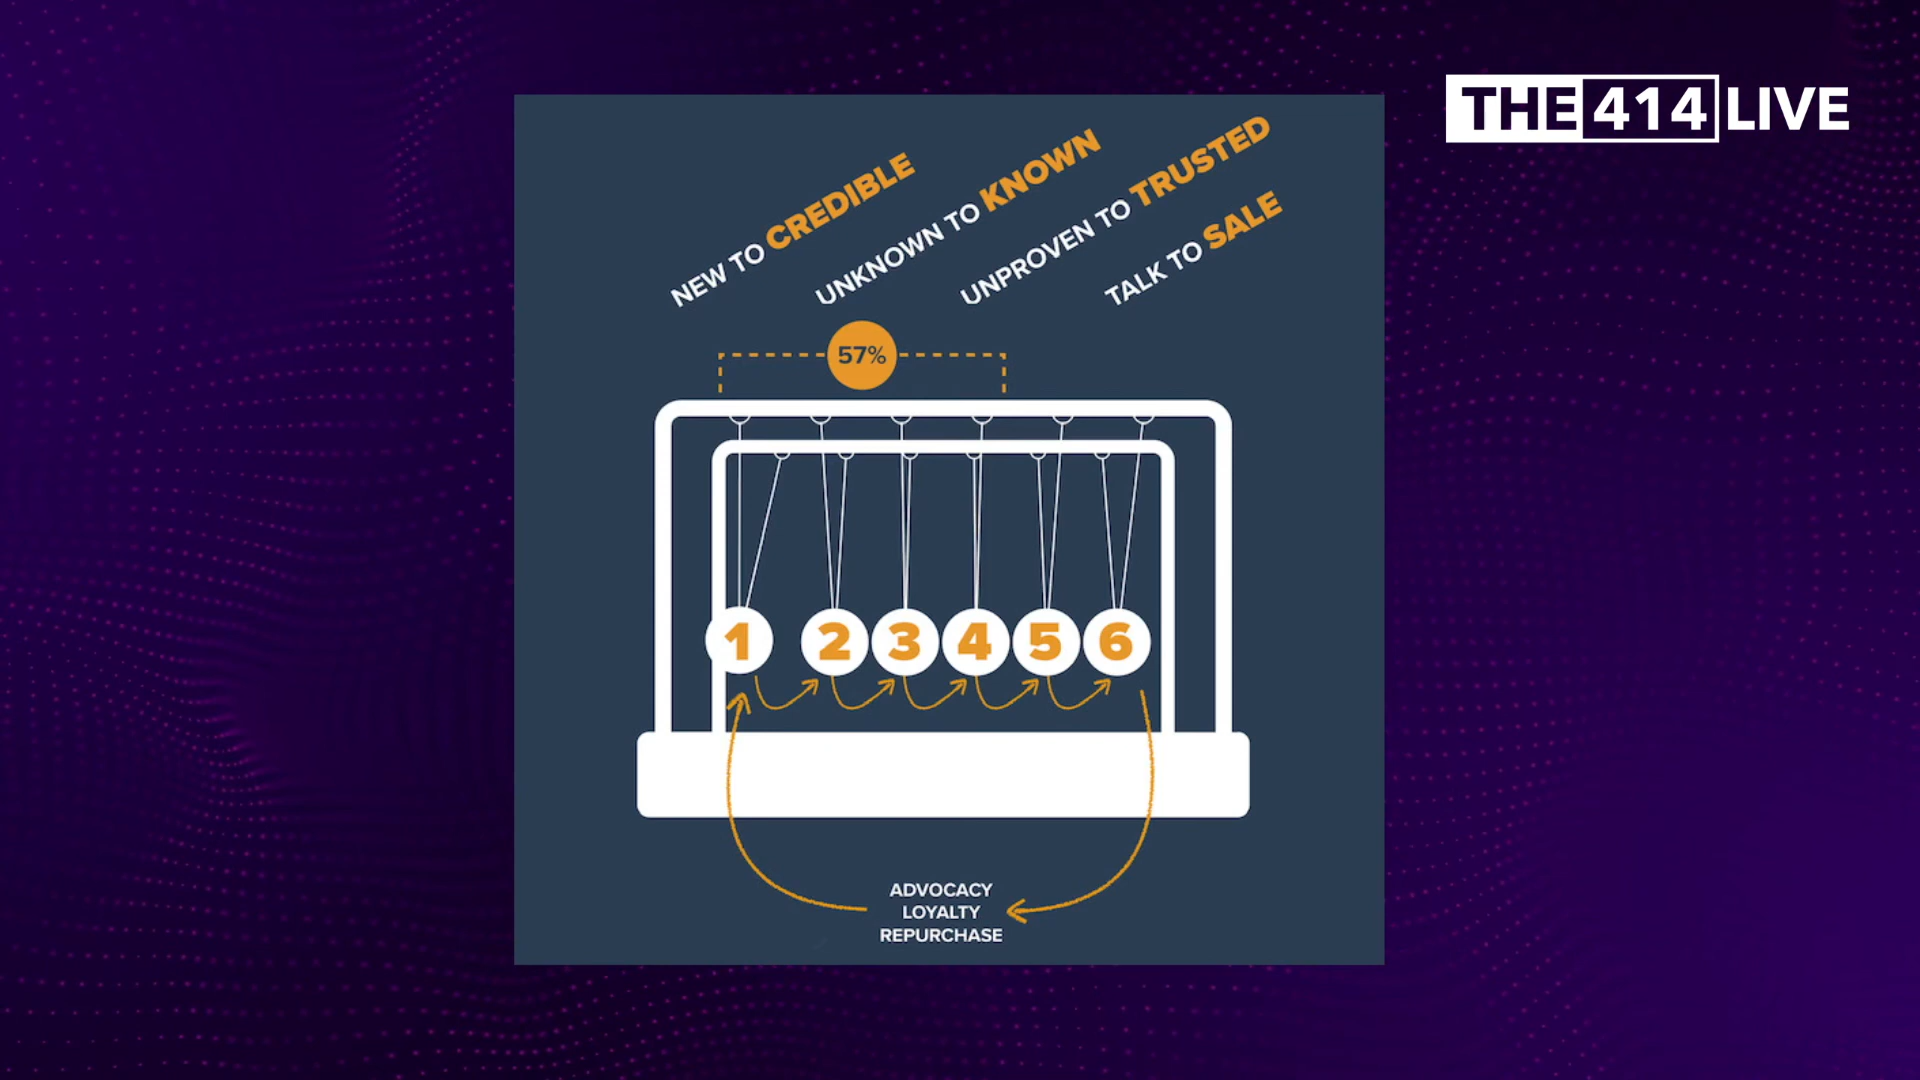 THE 414 LIVE
NEW TO CREDIBLE
UNKNOWN TO KNOWN
UNPROVEN TO TRUSTED
TALK TO SALE
57%
1 2 3 4 5 6
ADVOCACY
LOYALTY
REPURCHASE